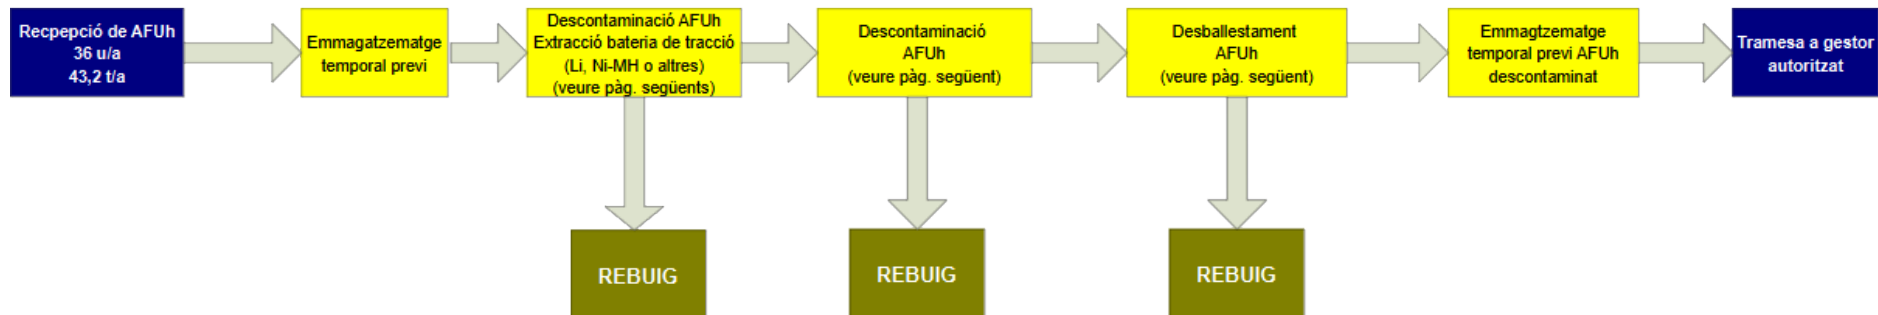 Recpepció de AFUh
36 u/a
43,2 t/a
Emmagatzematge
temporal previ
Descontaminació AFUh
Extracció bateria de tracció
(Li, Ni-MH o altres)
(veure pàg. següents)
Descontaminació
AFUh
(veure pàg. següent)
Desballestament
AFUh
(veure pàg. següent)
Emmagtzematge
temporal previ AFUh
descontaminat
Tramesa a gestor
autoritzat
REBUIG
REBUIG
REBUIG